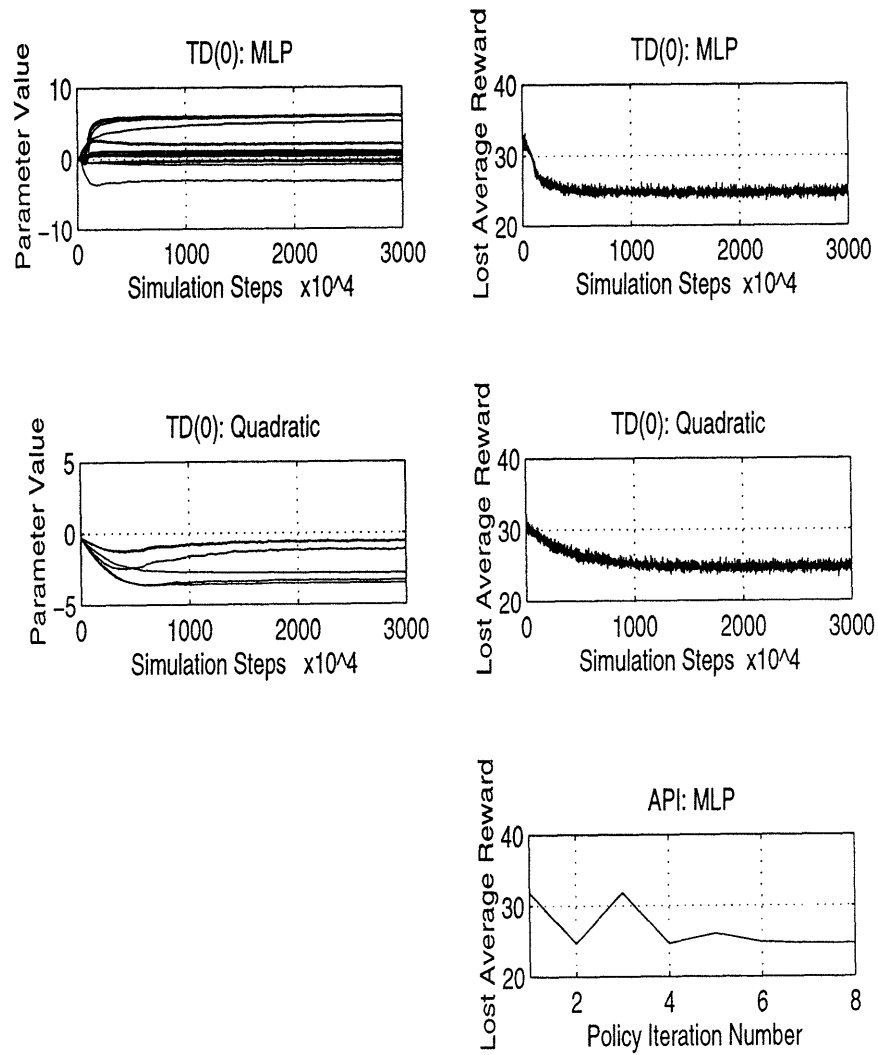 TD(0): MLP
Parameter Value
10
0
−10
0 1000 2000 3000
Simulation Steps x10^4
TD(0): MLP
Lost Average Reward
40
30
20
0 1000 2000 3000
Simulation Steps x10^4
TD(0): Quadratic
Parameter Value
5
0
−5
0 1000 2000 3000
Simulation Steps x10^4
TD(0): Quadratic
Lost Average Reward
40
30
20
0 1000 2000 3000
Simulation Steps x10^4
API: MLP
Lost Average Reward
40
30
20
2 4 6 8
Policy Iteration Number